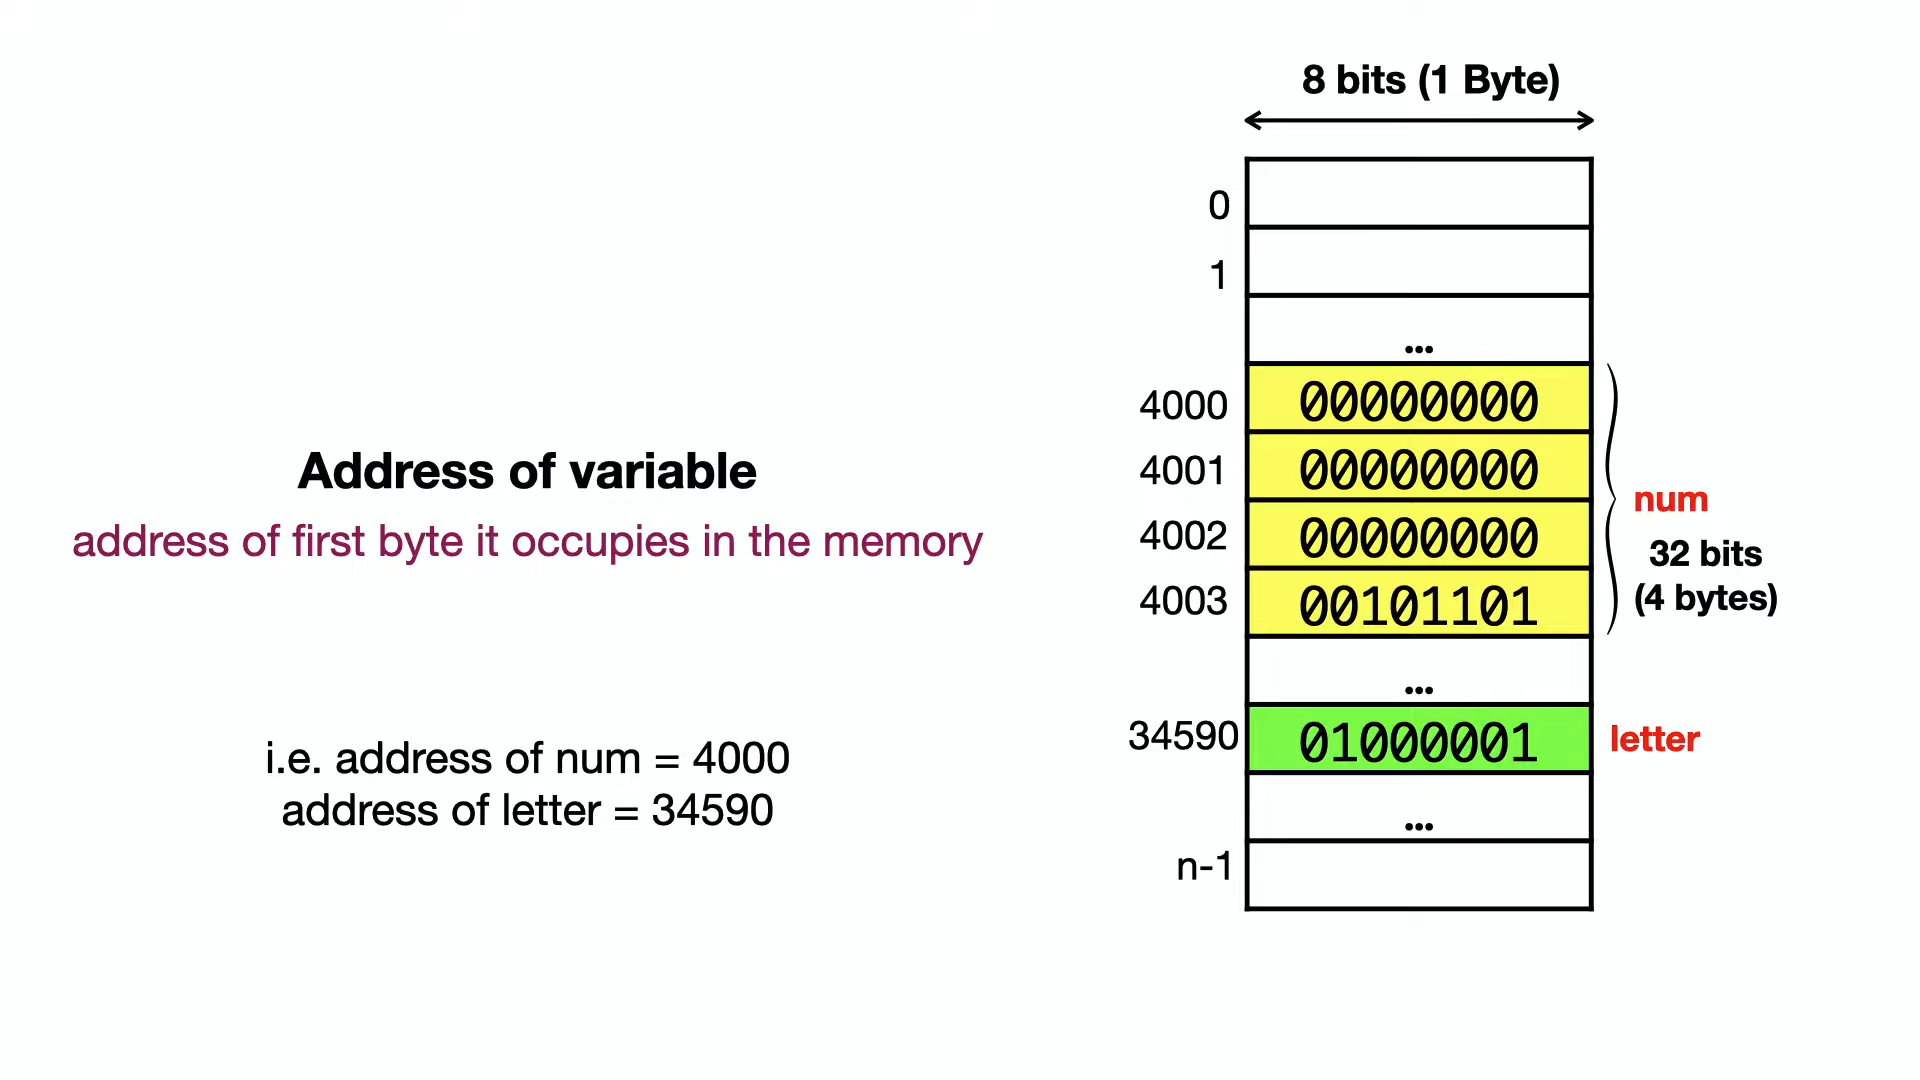 Address of variable
address of first byte it occupies in the memory
i.e. address of num = 4000
address of letter = 34590
8 bits (1 Byte)
0
1
...
4000 00000000
4001 00000000
4002 00000000
4003 00101101
num
32 bits
(4 bytes)
...
34590 01000001 letter
...
n-1